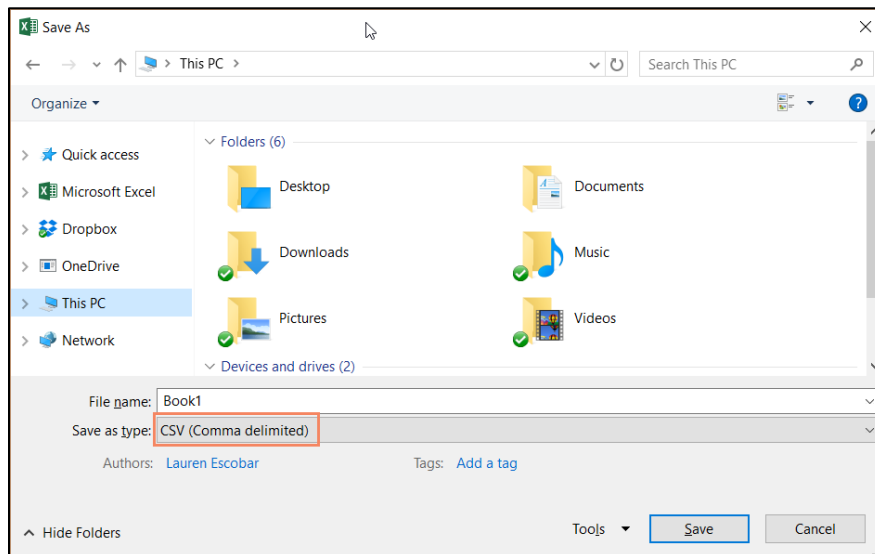 Save As
This PC
Search This PC
Organize
Quick access
Microsoft Excel
Dropbox
OneDrive
This PC
Network
Folders (6)
Desktop
Documents
Downloads
Music
Pictures
Videos
Devices and drives (2)
File name: Book1
Save as type: CSV (Comma delimited)
Authors: Lauren Escobar Tags: Add a tag
Hide Folders Tools Save Cancel